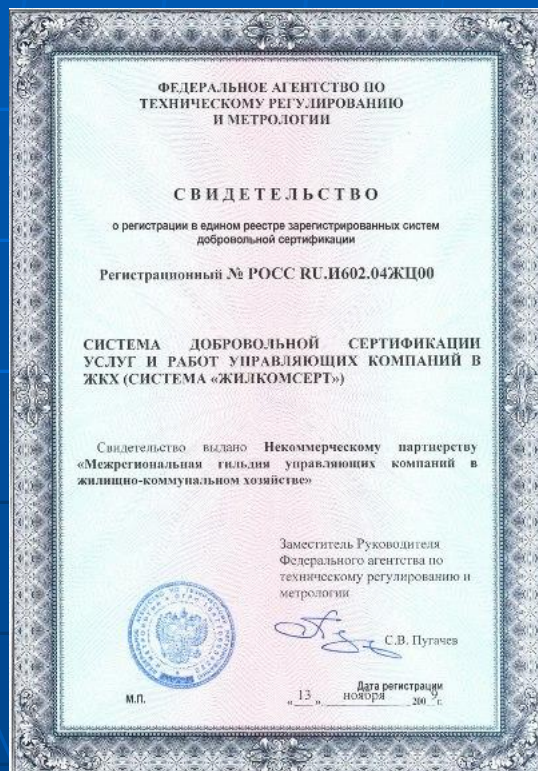 ФЕДЕРАЛЬНОЕ АГЕНТСТВО ПО
ТЕХНИЧЕСКОМУ РЕГУЛИРОВАНИЮ
И МЕТРОЛОГИИ
СВИДЕТЕЛЬСТВО
о регистрации в едином реестре зарегистрированных систем
добровольной сертификации
Регистрационный № РОСС RU.И602.04ЖЦ00
СИСТЕМА ДОБРОВОЛЬНОЙ СЕРТИФИКАЦИИ
УСЛУГ И РАБОТ УПРАВЛЯЮЩИХ КОМПАНИЙ В
ЖКХ (СИСТЕМА «ЖИЛКОМСЕРТ»)
Свидетельство выдано Некоммерческому партнерству
«Межрегиональная гильдия управляющих компаний в
жилищно-коммунальном хозяйстве»
Заместитель Руководителя
Федерального агентства по
техническому регулированию и
метрологии
С.В. Пугачев
М.П.
Дата регистрации
„ 13 „ ноября 200 9 г.